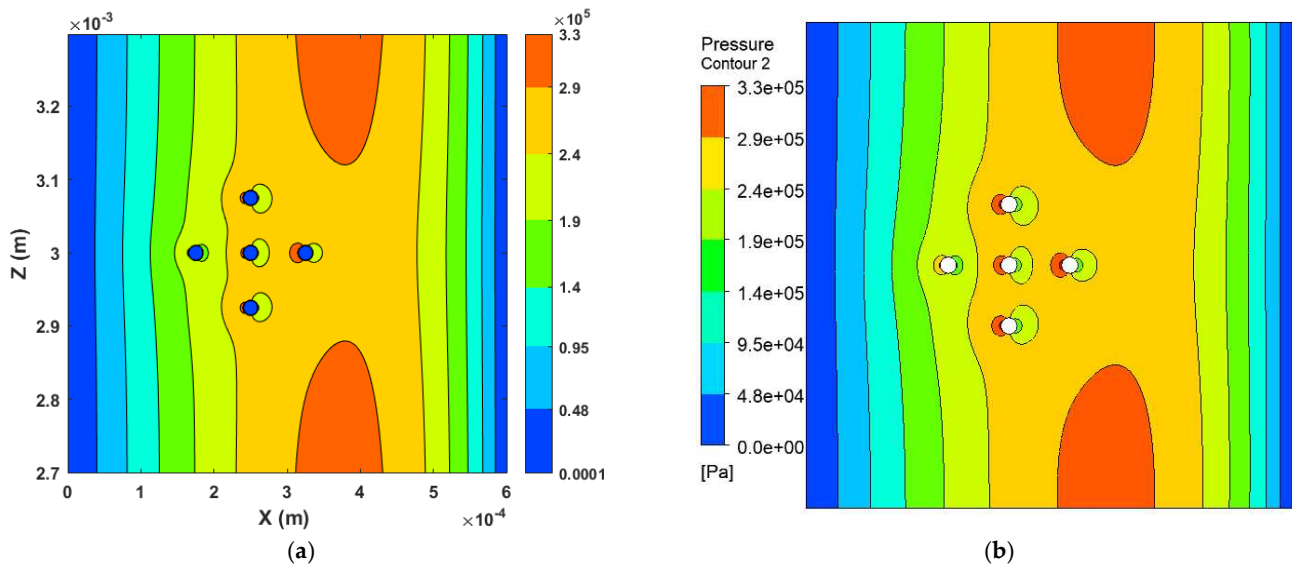 ×10⁻³
3.2
3.1
3
2.9
2.8
2.7
Z (m)
0 1 2 3 4 5 6
X (m)
×10⁻⁴
×10⁵
3.3
2.9
2.4
1.9
1.4
0.95
0.48
0.0001
(a)
Pressure
Contour 2
3.3e+05
2.9e+05
2.4e+05
1.9e+05
1.4e+05
9.5e+04
4.8e+04
0.0e+00
[Pa]
(b)